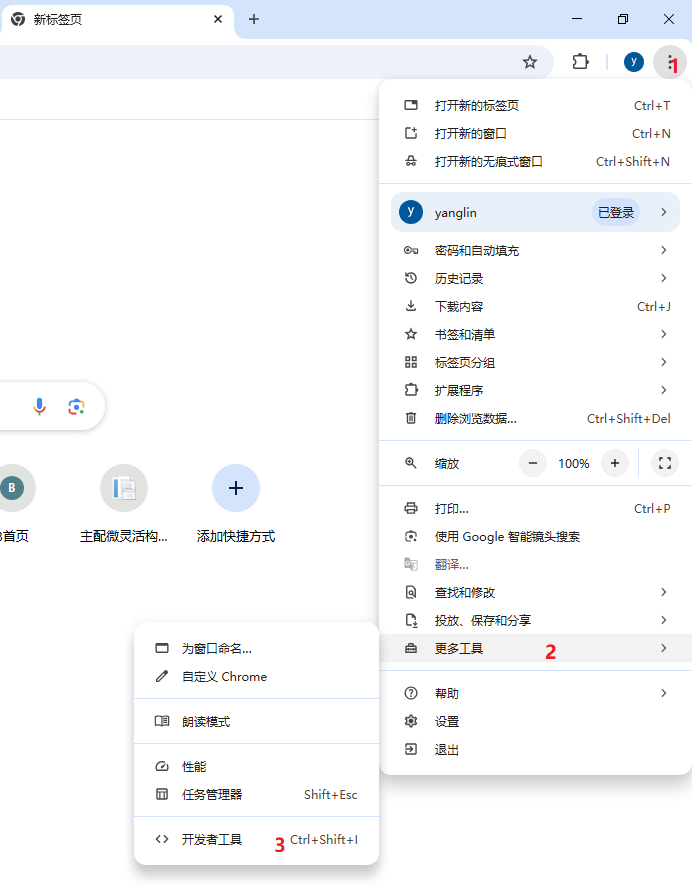 新标签页
y
1
打开新的标签页 Ctrl+T
打开新的窗口 Ctrl+N
打开新的无痕式窗口 Ctrl+Shift+N
y yanglin 已登录
密码和自动填充
历史记录
下载内容 Ctrl+J
书签和清单
标签页分组
扩展程序
删除浏览数据... Ctrl+Shift+Del
缩放 100%
B
首页
主配微灵活构...
添加快捷方式
打印... Ctrl+P
使用 Google 智能镜头搜索
翻译...
查找和修改
投放、保存和分享
更多工具 2
帮助
设置
退出
为窗口命名...
自定义 Chrome
朗读模式
性能
任务管理器 Shift+Esc
开发者工具 3 Ctrl+Shift+I